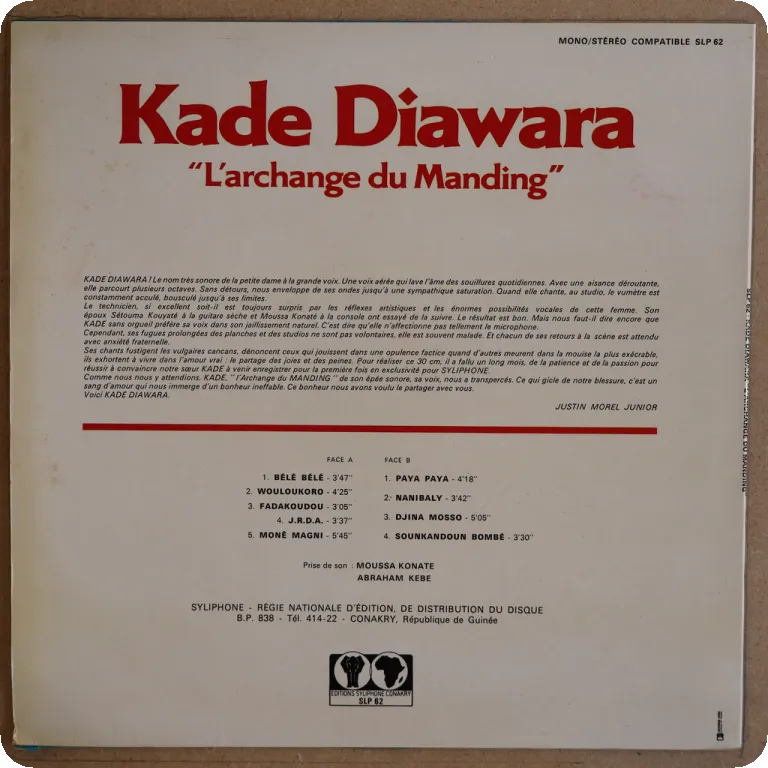 MONO/STÉRÉO COMPATIBLE SLP 62
Kade Diawara
"L'archange du Manding"
KADE DIAWARA ! Le nom très sonore de la petite dame à la grande voix. Une voix aérée qui lave l'âme des souillures quotidiennes. Avec une aisance déroutante,
elle parcourt plusieurs octaves. Sans détours, nous enveloppe de ses ondes jusqu'à une sympathique saturation. Quand elle chante, au studio, le vumètre est
constamment acculé, bousculé jusqu'à ses limites.
Le technicien, si excellent soit-il est toujours surpris par les réflexes artistiques et les énormes possibilités vocales de cette femme. Son
époux Sétouma Kouyaté à la guitare sèche et Moussa Konaté à la console ont essayé de la suivre. Le résultat est bon. Mais nous faut-il dire encore que
KADE sans orgueil préfère sa voix dans son jaillissement naturel. C'est dire qu'elle n'affectionne pas tellement le microphone.
Cependant, ses fugues prolongées des planches et des studios ne sont pas volontaires, elle est souvent malade. Et chacun de ses retours à la scène est attendu
avec anxiété fraternelle.
Ses chants fustigent les vulgaires cancans, dénoncent ceux qui jouissent dans une opulence factice quand d'autres meurent dans la mouise la plus exécrable,
ils exhortent à vivre dans l'amour vrai : le partage des joies et des peines. Pour réaliser ce 30 cm, il a fallu un long mois, de la patience et de la passion pour
réussir à convaincre notre sœur KADE à venir enregistrer pour la première fois en exclusivité pour SYLIPHONE.
Comme nous nous y attendions, KADE, "l'Archange du MANDING" de son épée sonore, sa voix, nous a transpercés. Ce qui gicle de notre blessure, c'est un
sang d'amour qui nous immerge d'un bonheur ineffable. Ce bonheur nous avons voulu le partager avec vous.
Voici KADE DIAWARA.
JUSTIN MOREL JUNIOR
FACE A
1. BÉLÉ BÉLÉ - 3'47"
2. WOULOUKORO - 4'25"
3. FADAKOUDOU - 3'05"
4. J.R.D.A. - 3'37"
5. MONÉ MAGNI - 5'45"
FACE B
1. PAYA PAYA - 4'18"
2. NANIBALY - 3'42"
3. DJINA MOSSO - 5'05"
4. SOUNKANDOUN BOMBÉ - 3'30"
Prise de son : MOUSSA KONATE
ABRAHAM KEBE
SYLIPHONE - RÉGIE NATIONALE D'ÉDITION, DE DISTRIBUTION DU DISQUE
B.P. 838 - Tél. 414-22 - CONAKRY, République de Guinée
EDITIONS SYLIPHONE CONAKRY
SLP 62